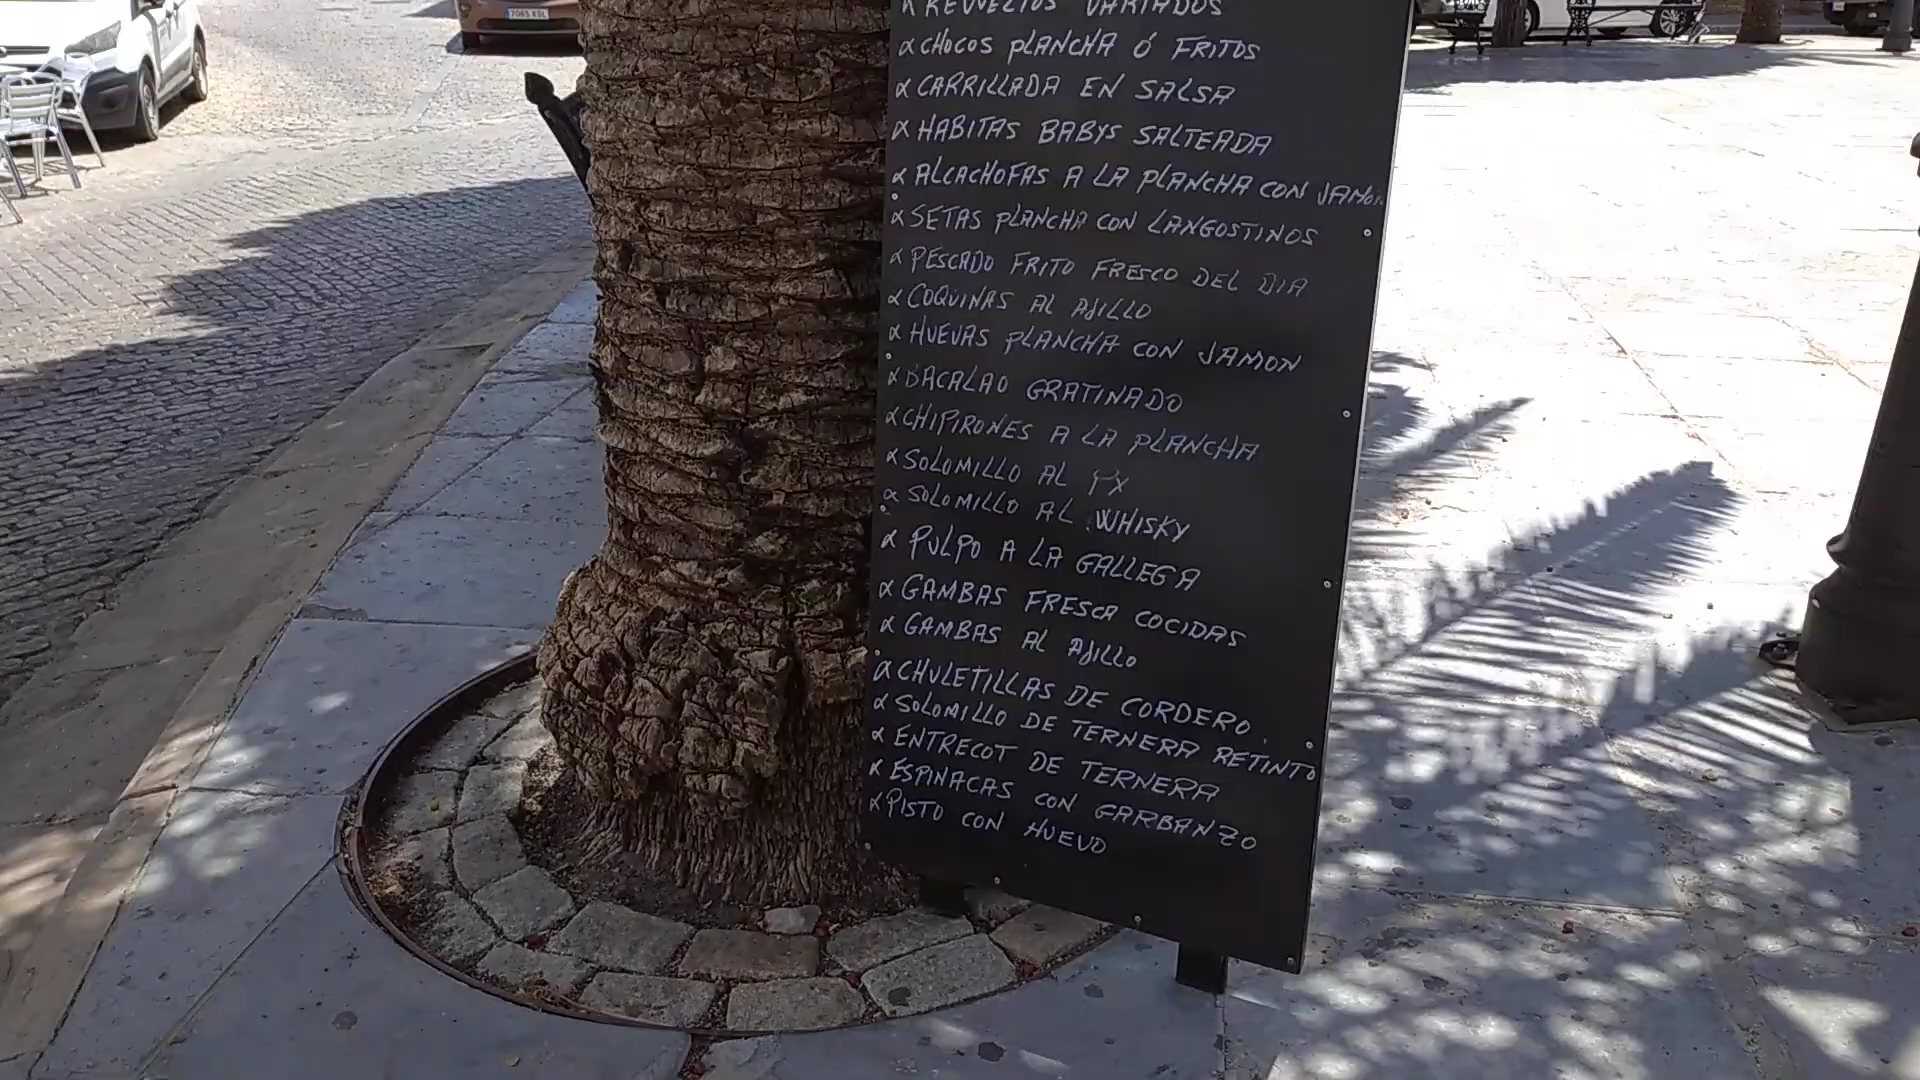 7065 KDL
REVUELTOS VARIADOS
CHOCOS PLANCHA Ó FRITOS
CARRILLADA EN SALSA
HABITAS BABYS SALTEADA
ALCACHOFAS A LA PLANCHA CON JAMON
SETAS PLANCHA CON LANGOSTINOS
PESCADO FRITO FRESCO DEL DIA
COQUINAS AL AJILLO
HUEVAS PLANCHA CON JAMON
BACALAO GRATINADO
CHIPIRONES A LA PLANCHA
SOLOMILLO AL PX
SOLOMILLO AL WHISKY
PULPO A LA GALLEGA
GAMBAS FRESCA COCIDAS
GAMBAS AL AJILLO
CHULETILLAS DE CORDERO
SOLOMILLO DE TERNERA RETINTO
ENTRECOT DE TERNERA
ESPINACAS CON GARBANZO
PISTO CON HUEVO